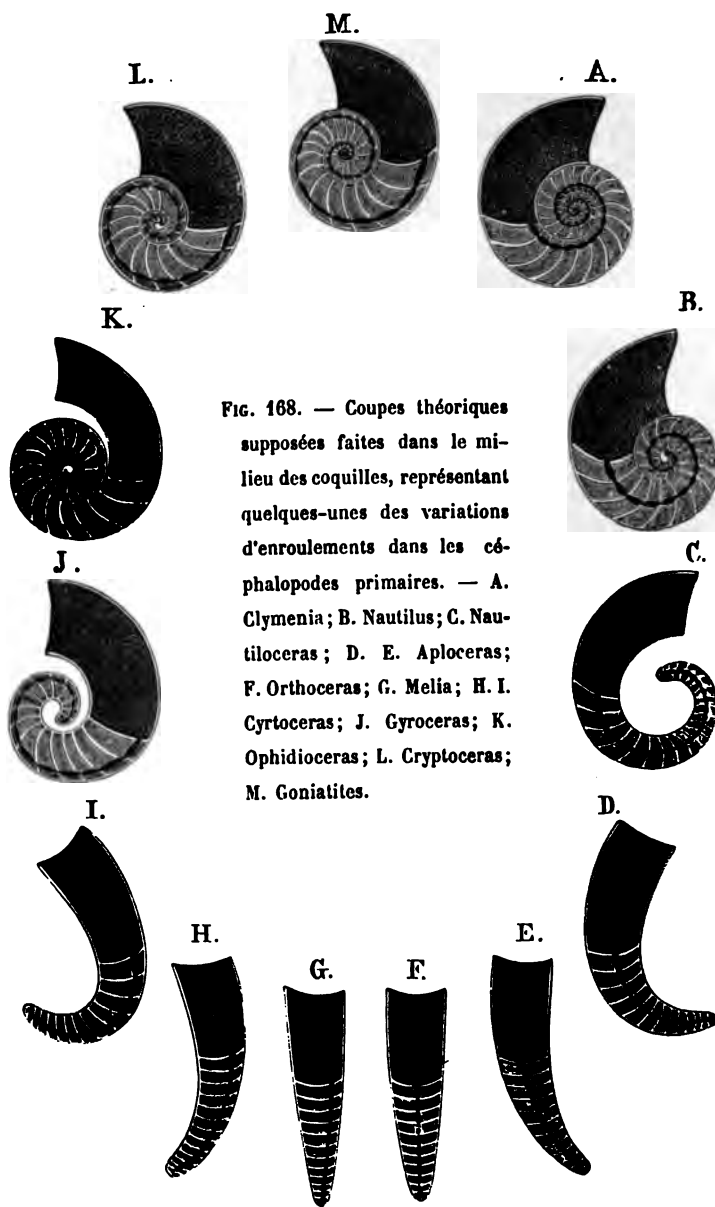 M.
L.
A.
K.
B.
FIG. 168. — Coupes théoriques
supposées faites dans le mi-
lieu des coquilles, représentant
quelques-unes des variations
d'enroulements dans les cé-
phalopodes primaires. — A.
Clymenia; B. Nautilus; C. Nau-
tiloceras; D. E. Aploceras;
F. Orthoceras; G. Melia; H. I.
Cyrtoceras; J. Gyroceras; K.
Ophidioceras; L. Cryptoceras;
M. Goniatites.
J.
C.
I.
D.
H.
G.
F.
E.